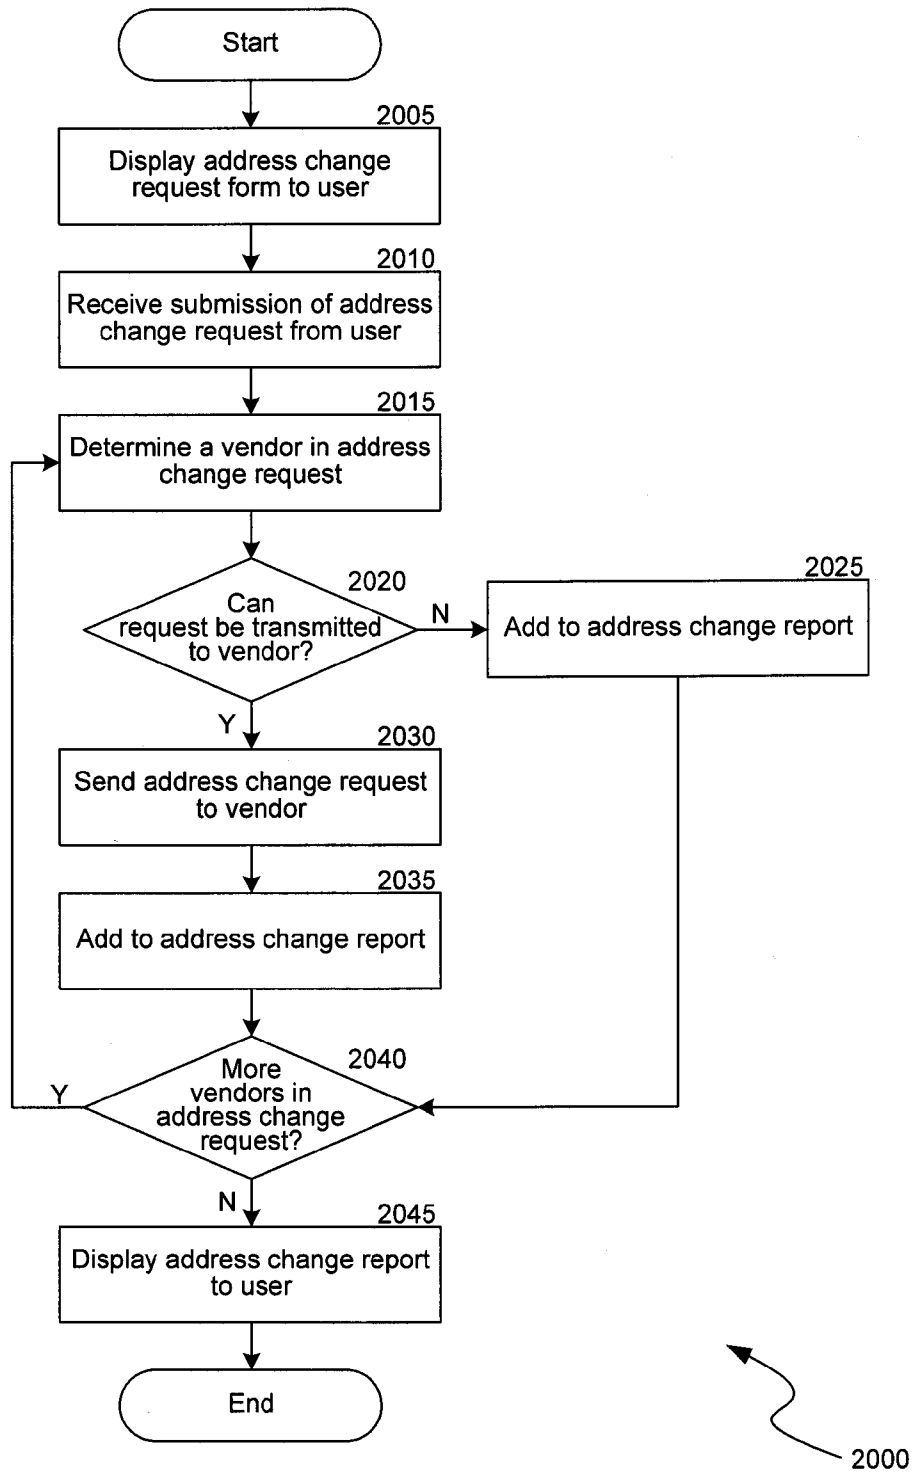 Start
2005
Display address change
request form to user
2010
Receive submission of address
change request from user
2015
Determine a vendor in address
change request
2020
Can
request be transmitted
to vendor?
N
2025
Add to address change report
Y
2030
Send address change request
to vendor
2035
Add to address change report
2040
More
vendors in
address change
request?
Y
N
2045
Display address change report
to user
End
2000